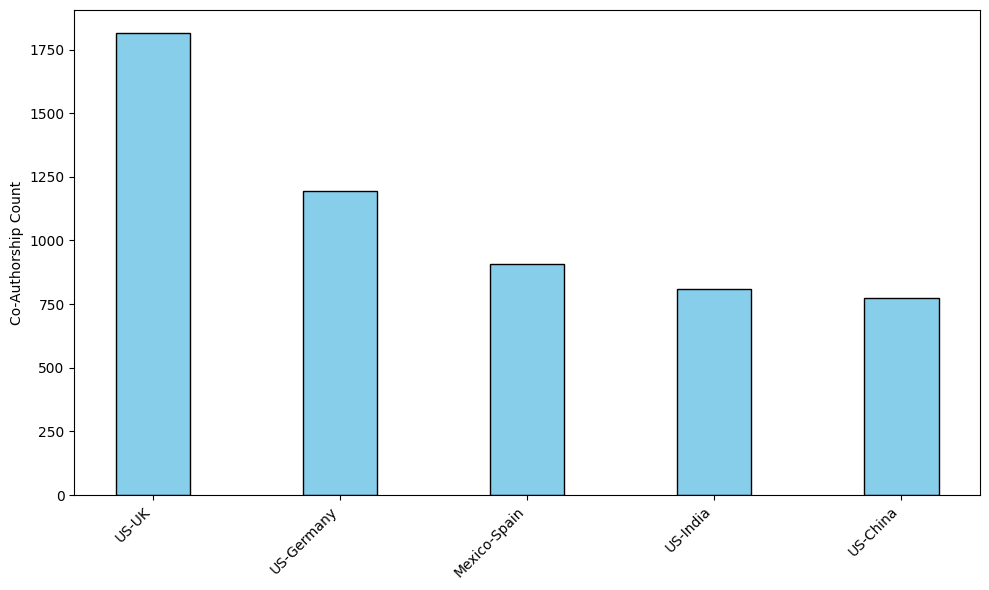 Co-Authorship Count
1750
1500
1250
1000
750
500
250
0
US-UK
US-Germany
Mexico-Spain
US-India
US-China